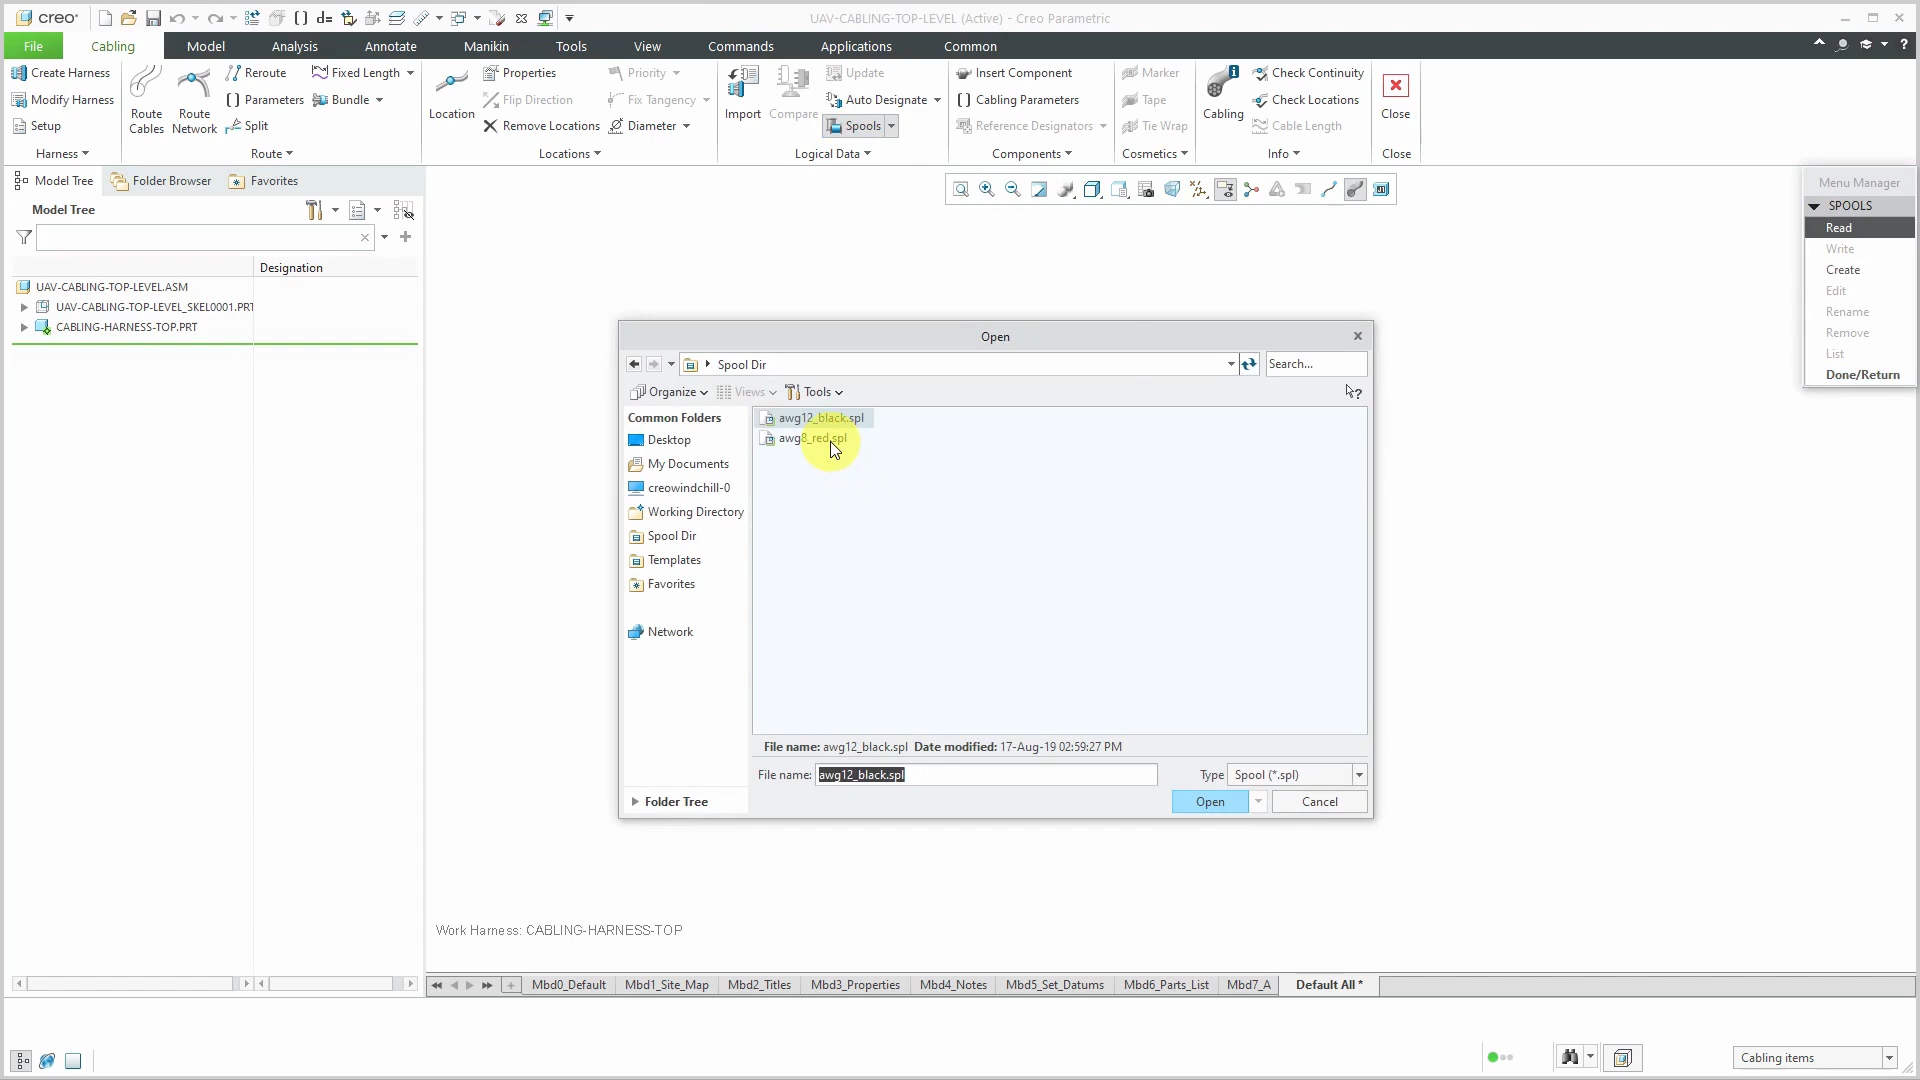 creo·
UAV-CABLING-TOP-LEVEL (Active) - Creo Parametric
File Cabling Model Analysis Annotate Manikin Tools View Commands Applications Common
Create Harness
Modify Harness
Setup
Harness
Route Cables
Route Network
Reroute
Parameters
Split
Fixed Length
Bundle
Route
Location
Properties
Flip Direction
Remove Locations
Priority
Fix Tangency
Diameter
Locations
Import
Compare
Update
Auto Designate
Spools
Logical Data
Insert Component
Cabling Parameters
Reference Designators
Components
Marker
Tape
Tie Wrap
Cosmetics
Cabling
Check Continuity
Check Locations
Cable Length
Info
Close
Close
Model Tree Folder Browser Favorites
Model Tree
Designation
UAV-CABLING-TOP-LEVEL.ASM
UAV-CABLING-TOP-LEVEL_SKEL0001.PRT
CABLING-HARNESS-TOP.PRT
Menu Manager
SPOOLS
Read
Write
Create
Edit
Rename
Remove
List
Done/Return
Open
Spool Dir
Search...
Organize Views Tools
Common Folders
Desktop
My Documents
creowindchill-0
Working Directory
Spool Dir
Templates
Favorites
Network
Folder Tree
awg12_black.spl
awg8_red.spl
File name: awg12_black.spl Date modified: 17-Aug-19 02:59:27 PM
File name: awg12_black.spl
Type Spool (*.spl)
Open Cancel
Work Harness: CABLING-HARNESS-TOP
Mbd0_Default Mbd1_Site_Map Mbd2_Titles Mbd3_Properties Mbd4_Notes Mbd5_Set_Datums Mbd6_Parts_List Mbd7_A Default All *
Cabling items